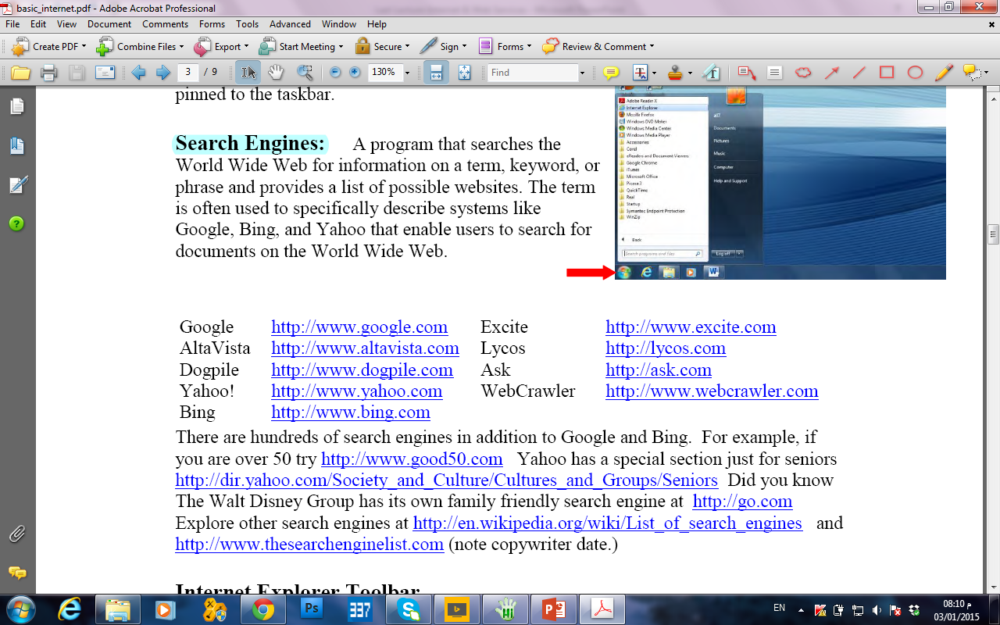 basic_internet.pdf - Adobe Acrobat Professional
File Edit View Document Comments Forms Tools Advanced Window Help
Create PDF Combine Files Export Start Meeting Secure Sign Forms Review & Comment
3 / 9 130% Find
pinned to the taskbar.
Search Engines: A program that searches the
World Wide Web for information on a term, keyword, or
phrase and provides a list of possible websites. The term
is often used to specifically describe systems like
Google, Bing, and Yahoo that enable users to search for
documents on the World Wide Web.
Adobe Reader X
Internet Explorer
Mozilla Firefox
Windows DVD Maker
Windows Media Center
Windows Media Player
Accessories
Corel
eReaders and Document Viewers
Google Chrome
iTunes
Microsoft Office
Picasa 3
QuickTime
Real
Startup
Symantec Endpoint Protection
WinZip
Back
Search programs and files
Documents
Pictures
Music
Computer
Help and Support
Log off
Google http://www.google.com Excite http://www.excite.com
AltaVista http://www.altavista.com Lycos http://lycos.com
Dogpile http://www.dogpile.com Ask http://ask.com
Yahoo! http://www.yahoo.com WebCrawler http://www.webcrawler.com
Bing http://www.bing.com
There are hundreds of search engines in addition to Google and Bing. For example, if
you are over 50 try http://www.good50.com Yahoo has a special section just for seniors
http://dir.yahoo.com/Society_and_Culture/Cultures_and_Groups/Seniors Did you know
The Walt Disney Group has its own family friendly search engine at http://go.com
Explore other search engines at http://en.wikipedia.org/wiki/List_of_search_engines and
http://www.thesearchenginelist.com (note copywriter date.)
Internet Explorer Toolbar
Ps 337 EN 08:10 م
03/01/2015